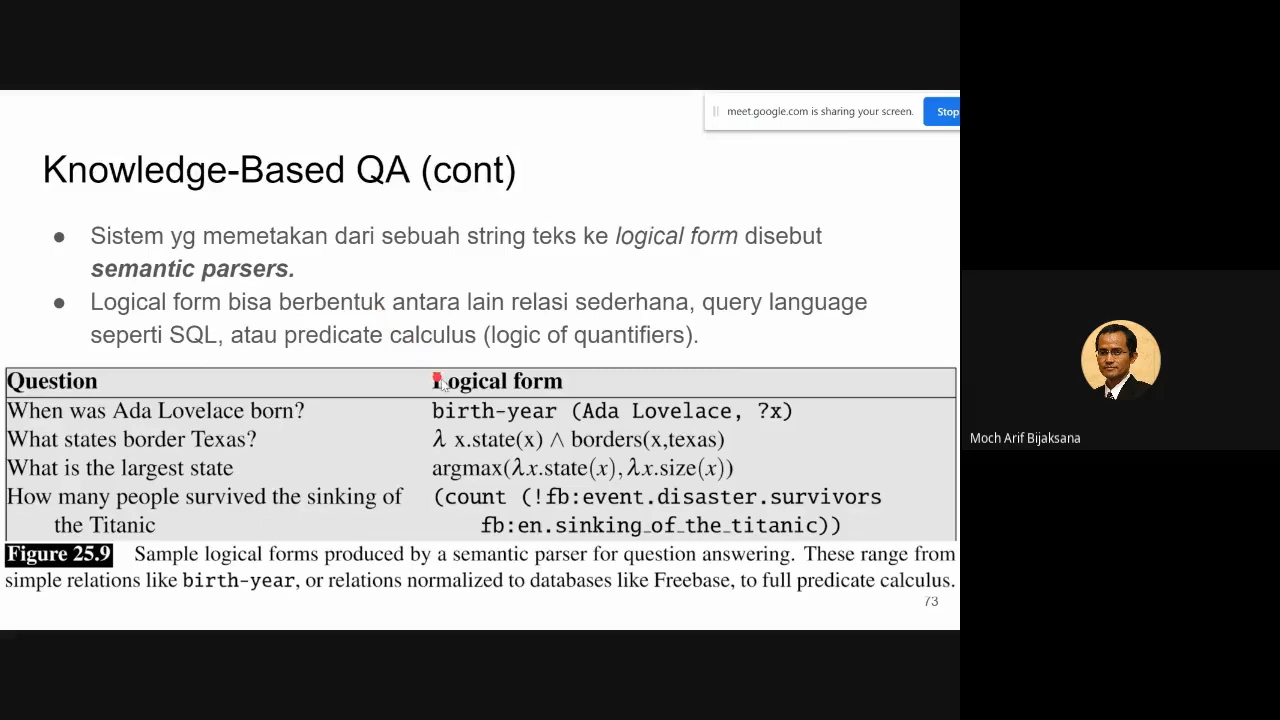 meet.google.com is sharing your screen.
Stop
Knowledge-Based QA (cont)
● Sistem yg memetakan dari sebuah string teks ke logical form disebut
semantic parsers.
● Logical form bisa berbentuk antara lain relasi sederhana, query language
seperti SQL, atau predicate calculus (logic of quantifiers).
Question Logical form
When was Ada Lovelace born? birth-year (Ada Lovelace, ?x)
What states border Texas? λ x.state(x) ∧ borders(x,texas)
What is the largest state argmax(λx.state(x),λx.size(x))
How many people survived the sinking of (count (!fb:event.disaster.survivors
the Titanic fb:en.sinking_of_the_titanic))
Figure 25.9 Sample logical forms produced by a semantic parser for question answering. These range from
simple relations like birth-year, or relations normalized to databases like Freebase, to full predicate calculus.
73
Moch Arif Bijaksana